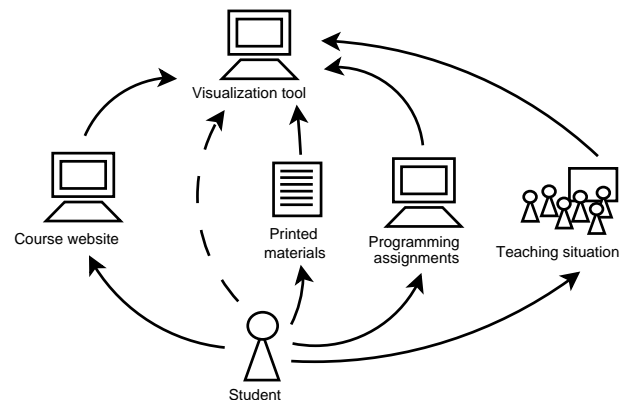 Visualization tool
Course website
Printed
materials
Programming
assignments
Teaching situation
Student